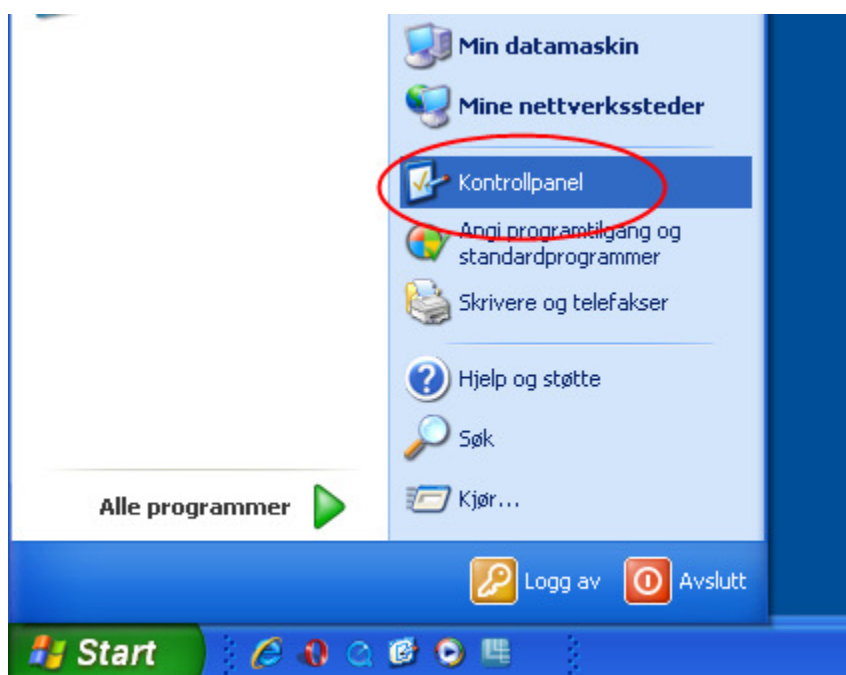 Min datamaskin
Mine nettverkssteder
Kontrollpanel
Angi programtilgang og
standardprogrammer
Skrivere og telefakser
Hjelp og støtte
Søk
Alle programmer
Kjør...
Logg av
Avslutt
Start